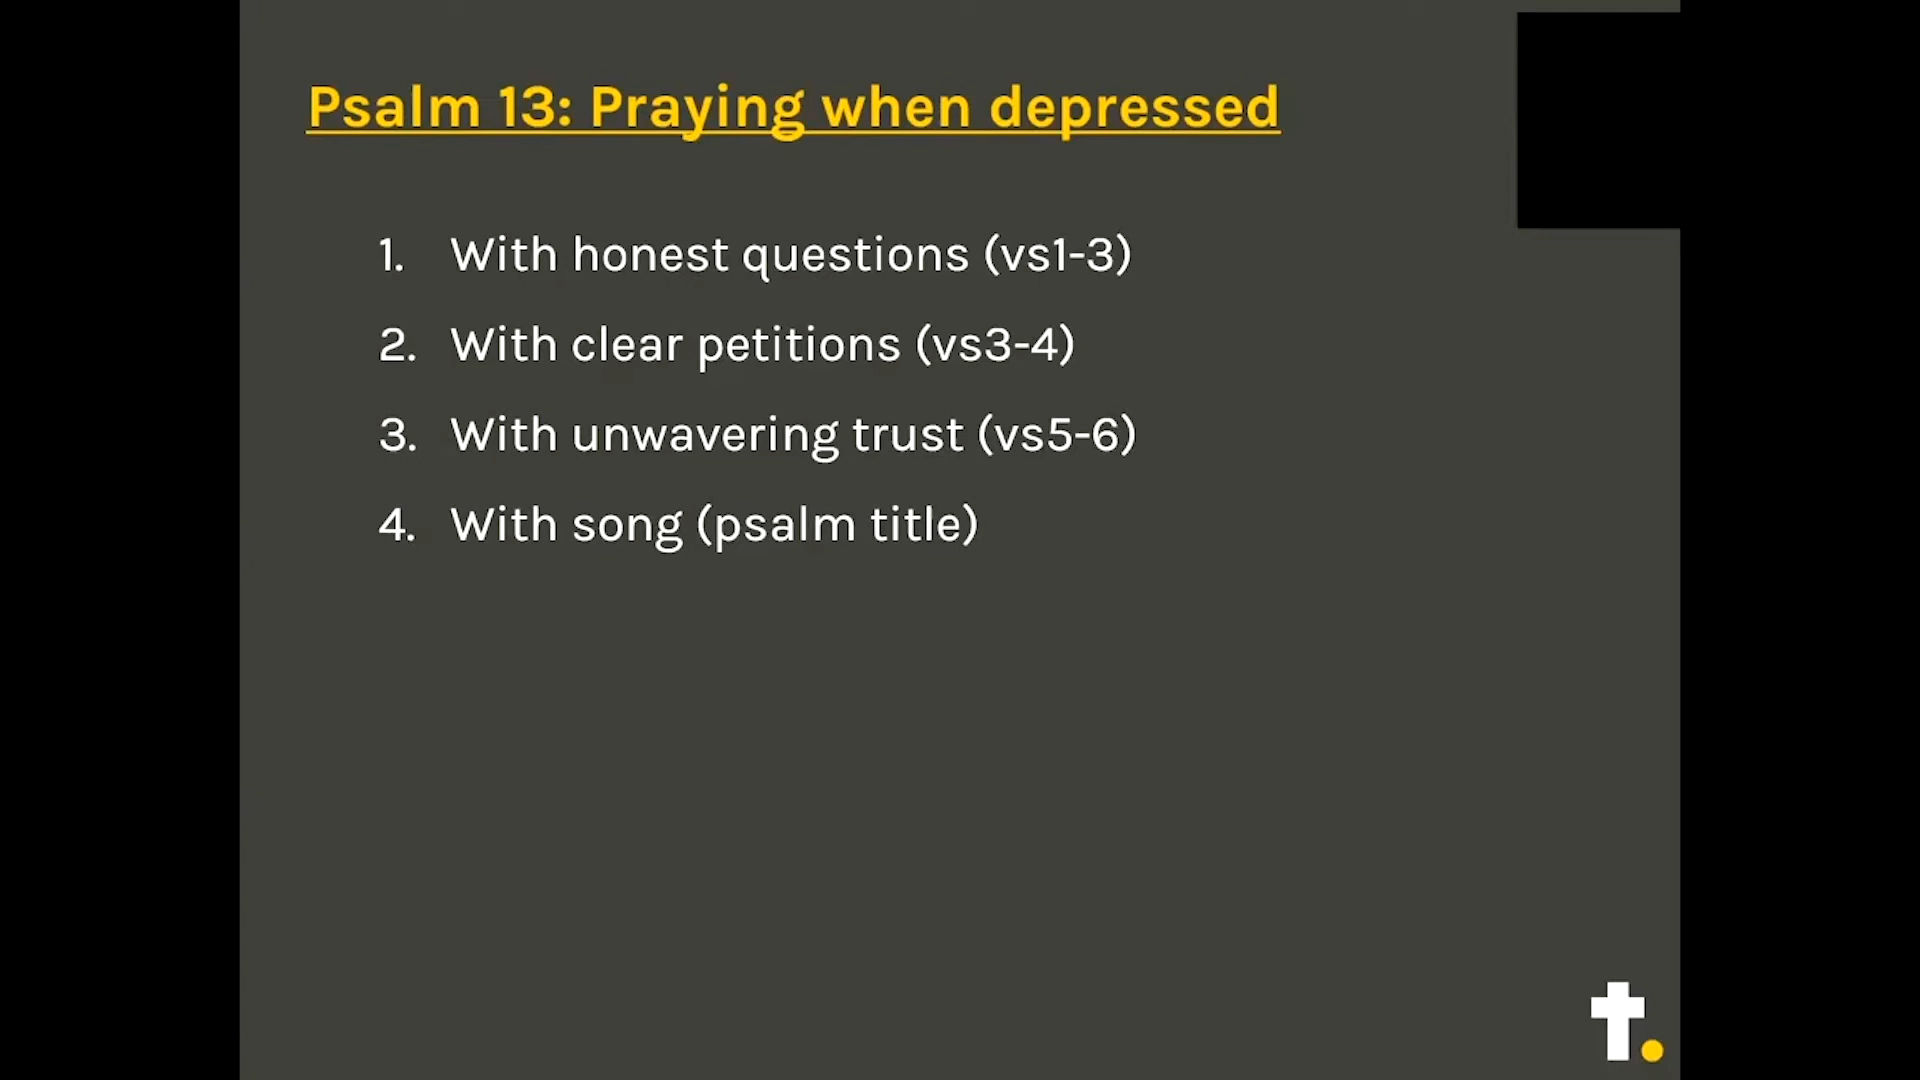 Psalm 13: Praying when depressed
1. With honest questions (vs1-3)
2. With clear petitions (vs3-4)
3. With unwavering trust (vs5-6)
4. With song (psalm title)